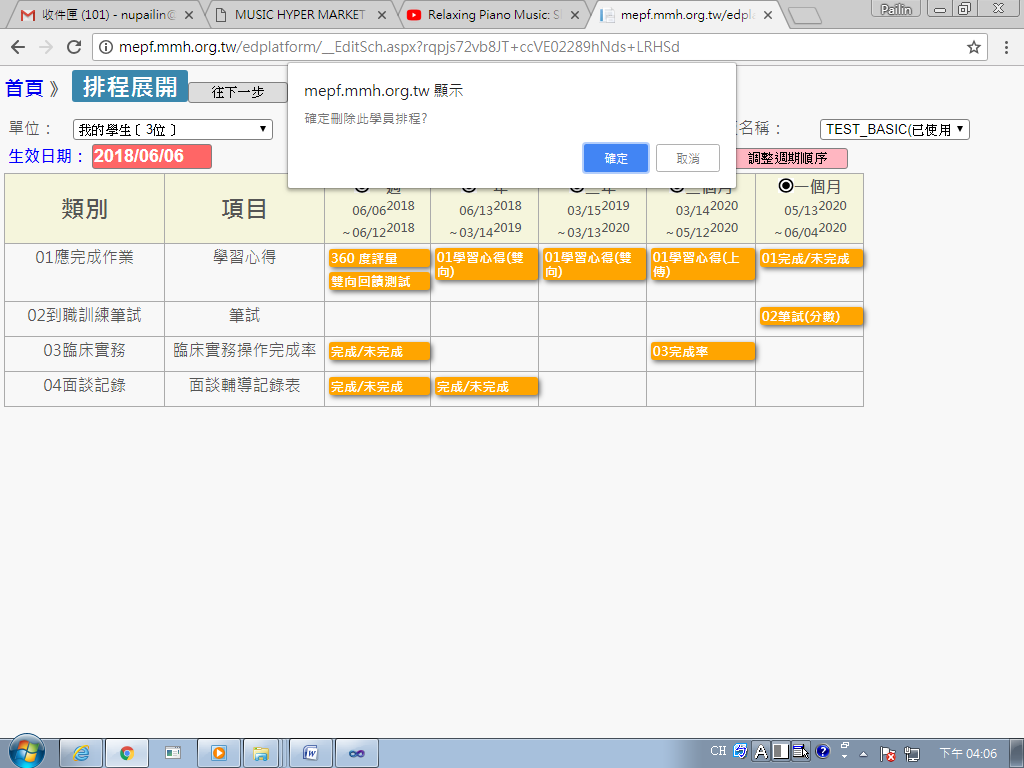 收件匣 (101) - nupailin@
MUSIC HYPER MARKET
Relaxing Piano Music: S
mepf.mmh.org.tw/edpl
Pailin
mepf.mmh.org.tw/edplatform/__EditSch.aspx?rqpjs72vb8JT+ccVE02289hNds+LRHSd
首頁 》 排程展開 往下一步
mepf.mmh.org.tw 顯示
確定刪除此學員排程?
確定 取消
單位： 我的學生﹝3位﹞ 名稱： TEST_BASIC(已使用
生效日期： 2018/06/06 調整週期順序
類別 項目 一週 一年 二年 二個月 一個月
06/06 2018 06/13 2018 03/15 2019 03/14 2020 05/13 2020
~06/12 2018 ~03/14 2019 ~03/13 2020 ~05/12 2020 ~06/04 2020
01應完成作業 學習心得 360 度評量 01學習心得(雙向) 01學習心得(雙向) 01學習心得(上傳) 01完成/未完成
雙向回饋測試
02到職訓練筆試 筆試 02筆試(分數)
03臨床實務 臨床實務操作完成率 完成/未完成 03完成率
04面談記錄 面談輔導記錄表 完成/未完成 完成/未完成
CH 下午 04:06